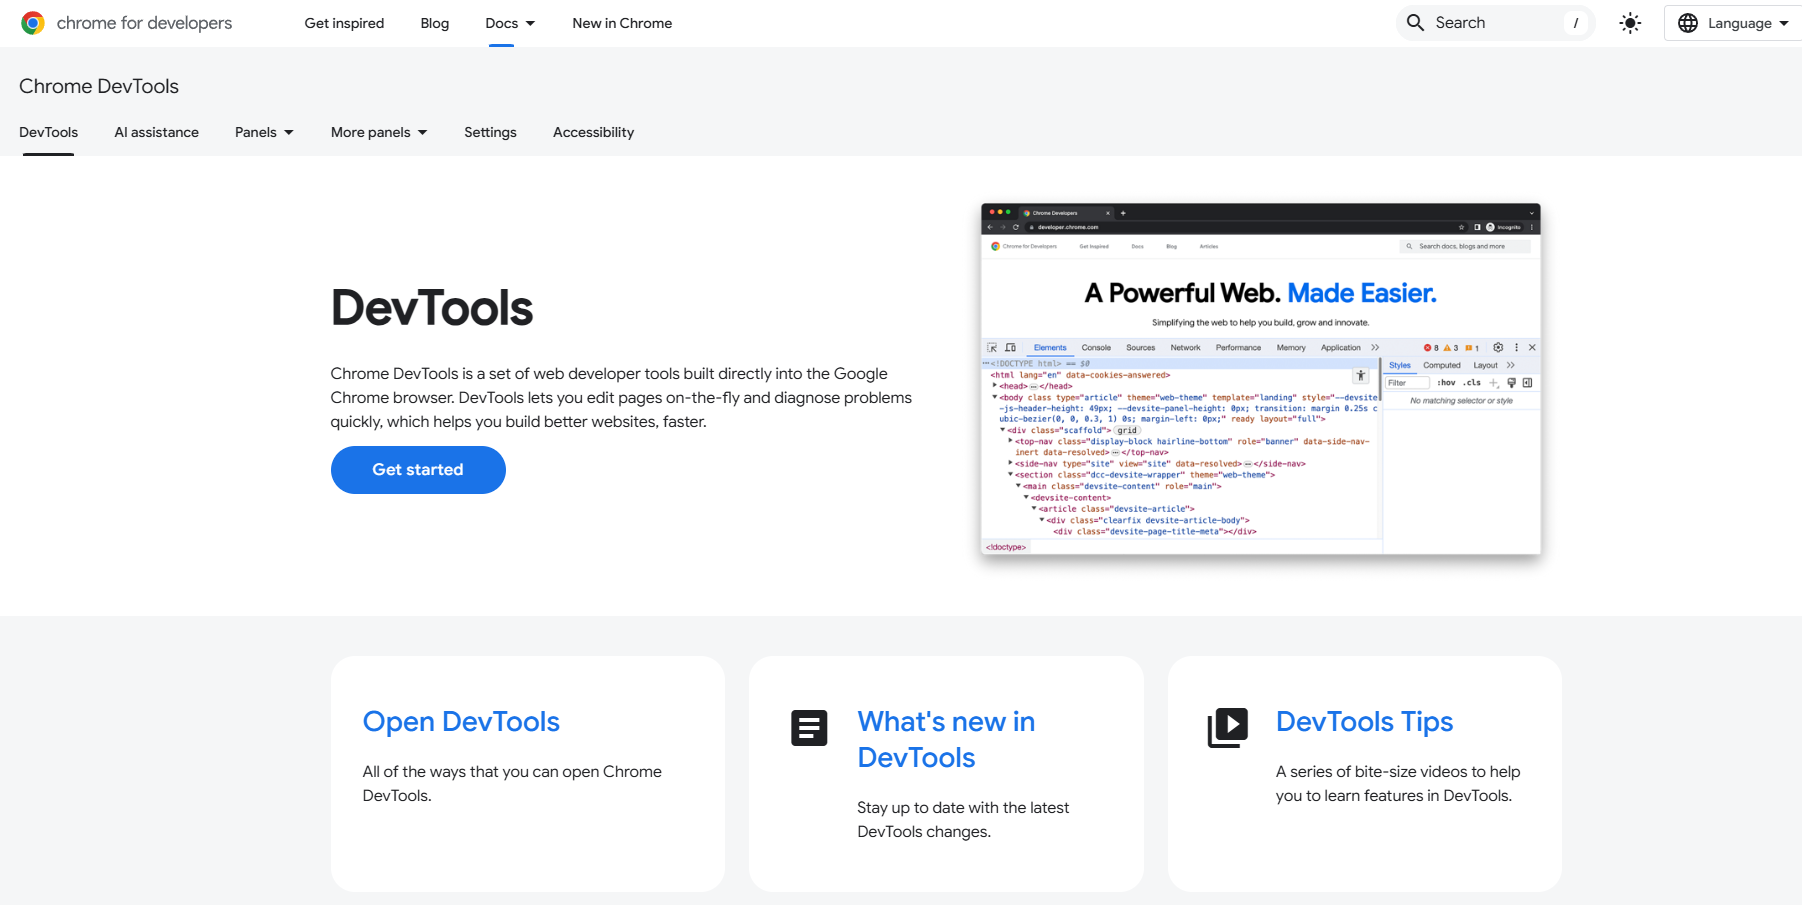 chrome for developers
Get inspired
Blog
Docs
New in Chrome
Search
/
Language
Chrome DevTools
DevTools
AI assistance
Panels
More panels
Settings
Accessibility
DevTools
Chrome DevTools is a set of web developer tools built directly into the Google
Chrome browser. DevTools lets you edit pages on-the-fly and diagnose problems
quickly, which helps you build better websites, faster.
Get started
Chrome Developers
developer.chrome.com
Incognito
Chrome for Developers
Get Inspired
Docs
Blog
Articles
Search docs, blogs and more
A Powerful Web. Made Easier.
Simplifying the web to help you build, grow and innovate.
Elements
Console
Sources
Network
Performance
Memory
Application
8
3
1
<!DOCTYPE html> == $0
<html lang="en" data-cookies-answered>
<head> </head>
<body class type="article" theme="web-theme" template="landing" style="--devsite
-js-header-height: 49px; --devsite-panel-height: 0px; transition: margin 0.25s c
ubic-bezier(0, 0, 0.3, 1) 0s; margin-left: 0px;" ready layout="full">
<div class="scaffold"> grid
<top-nav class="display-block hairline-bottom" role="banner" data-side-nav-
inert data-resolved> </top-nav>
<side-nav type="site" view="site" data-resolved> </side-nav>
<section class="dcc-devsite-wrapper" theme="web-theme">
<main class="devsite-content" role="main">
<devsite-content>
<article class="devsite-article">
<div class="clearfix devsite-article-body">
<div class="devsite-page-title-meta"></div>
<!doctype>
Styles
Computed
Layout
Filter
:hov
.cls
No matching selector or style
Open DevTools
All of the ways that you can open Chrome
DevTools.
What's new in
DevTools
Stay up to date with the latest
DevTools changes.
DevTools Tips
A series of bite-size videos to help
you to learn features in DevTools.